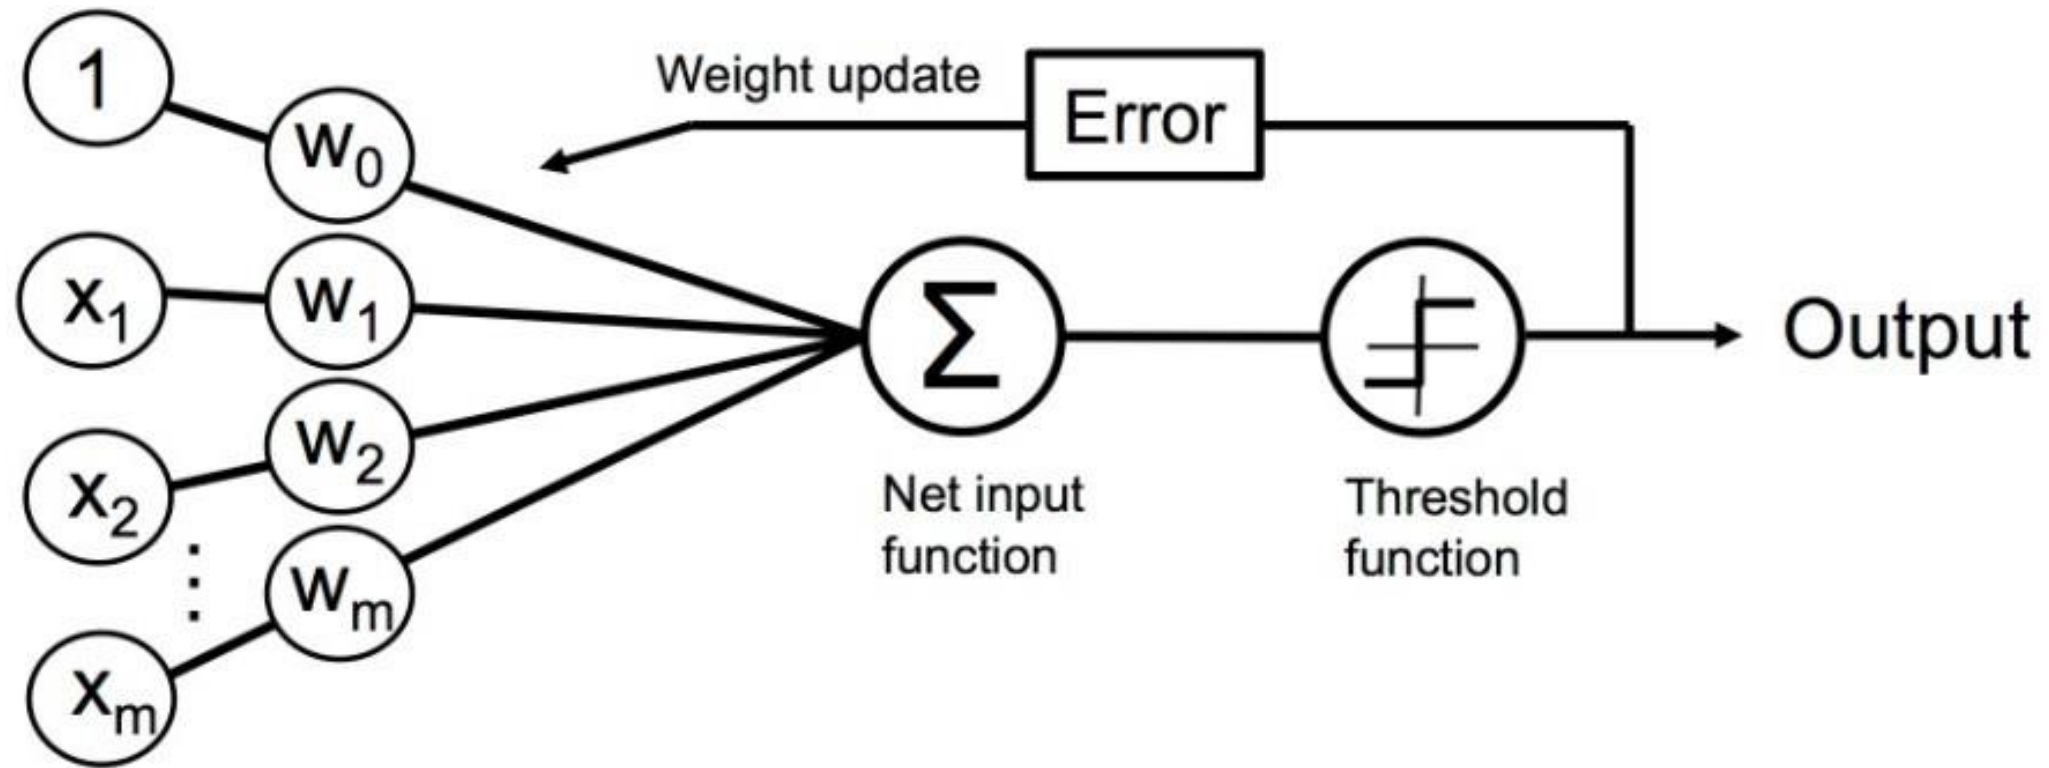 1
w0
x1
w1
x2
w2
xm
wm
Weight update
Error
Σ
Net input
function
Threshold
function
Output